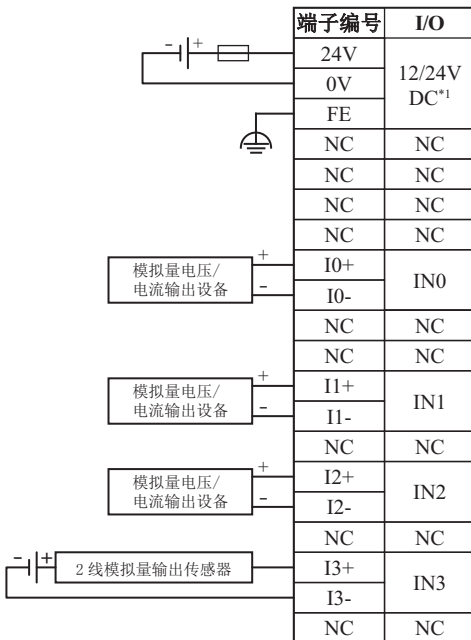 端子编号 I/O
- + 24V
0V 12/24V
DC*1
FE
NC NC
NC NC
NC NC
NC NC
模拟量电压/ + I0+
电流输出设备 - I0- IN0
NC NC
NC NC
模拟量电压/ + I1+
电流输出设备 - I1- IN1
NC NC
模拟量电压/ + I2+
电流输出设备 - I2- IN2
NC NC
- + 2 线模拟量输出传感器 I3+
I3- IN3
NC NC